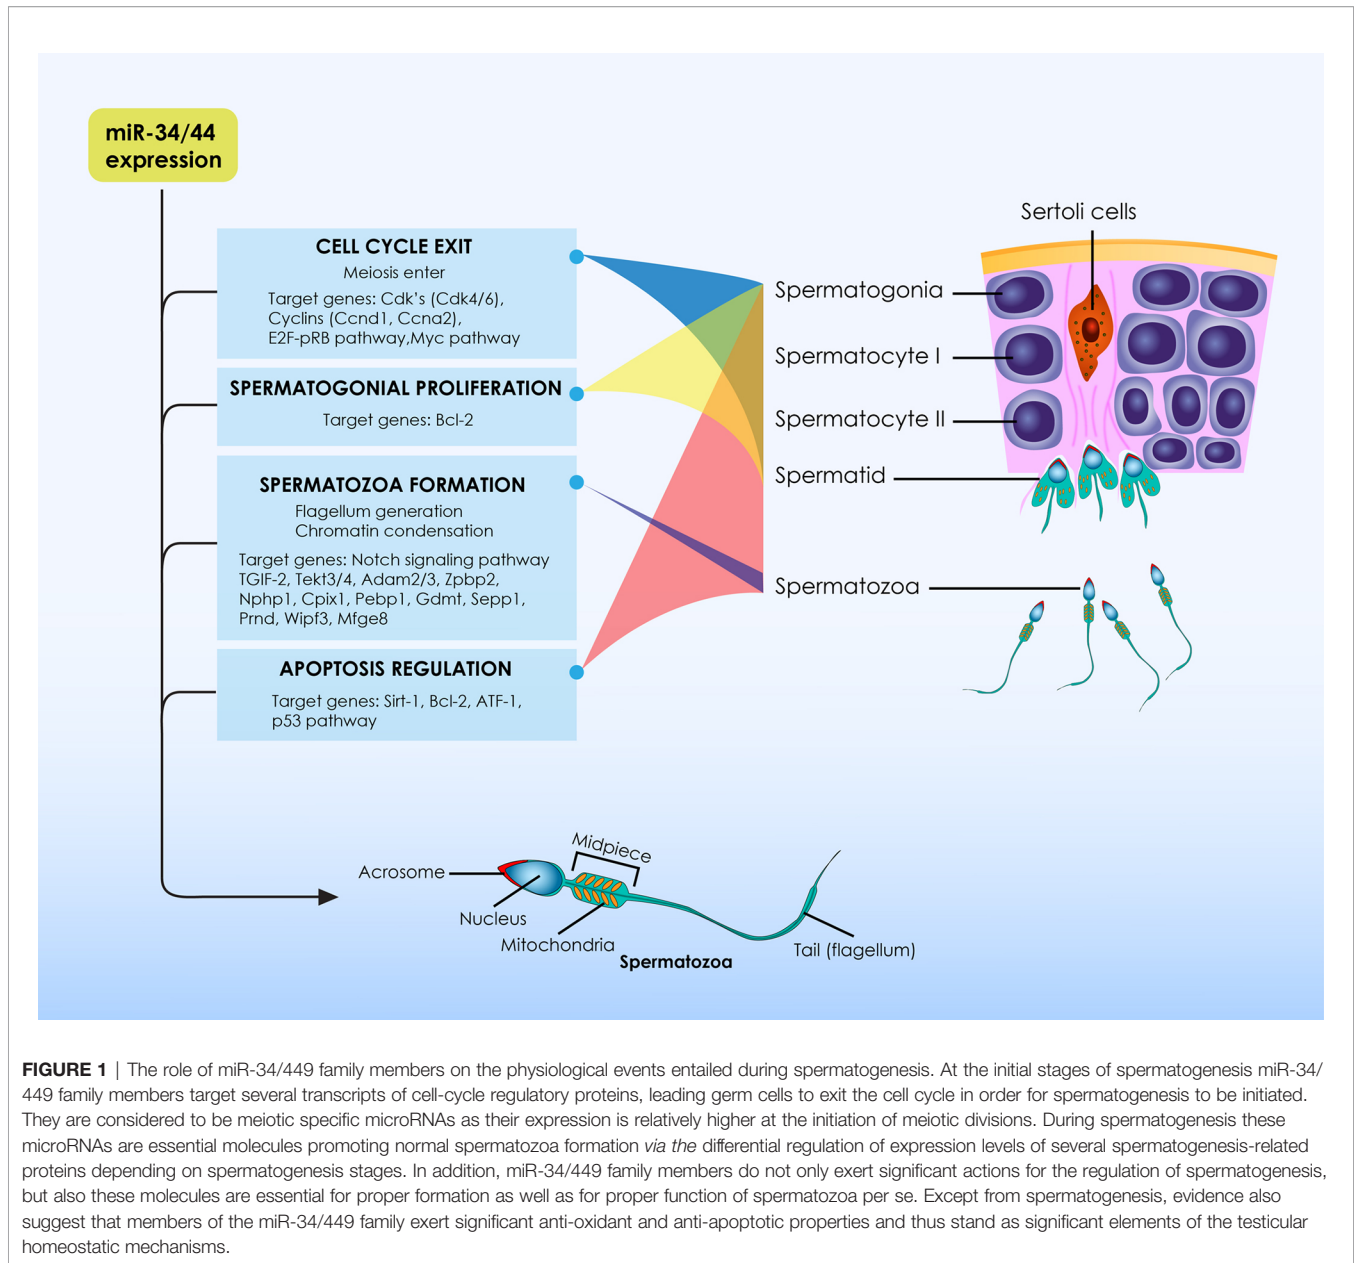 miR-34/44
expression
CELL CYCLE EXIT
Meiosis enter
Target genes: Cdk's (Cdk4/6),
Cyclins (Ccnd1, Ccna2),
E2F-pRB pathway,Myc pathway
SPERMATOGONIAL PROLIFERATION
Target genes: Bcl-2
SPERMATOZOA FORMATION
Flagellum generation
Chromatin condensation
Target genes: Notch signaling pathway
TGIF-2, Tekt3/4, Adam2/3, Zpbp2,
Nphp1, Cpix1, Pebp1, Gdmt, Sepp1,
Prnd, Wipf3, Mfge8
APOPTOSIS REGULATION
Target genes: Sirt-1, Bcl-2, ATF-1,
p53 pathway
Sertoli cells
Spermatogonia
Spermatocyte I
Spermatocyte II
Spermatid
Spermatozoa
Midpiece
Acrosome
Nucleus
Mitochondria
Spermatozoa
Tail (flagellum)
FIGURE 1 | The role of miR-34/449 family members on the physiological events entailed during spermatogenesis. At the initial stages of spermatogenesis miR-34/
449 family members target several transcripts of cell-cycle regulatory proteins, leading germ cells to exit the cell cycle in order for spermatogenesis to be initiated.
They are considered to be meiotic specific microRNAs as their expression is relatively higher at the initiation of meiotic divisions. During spermatogenesis these
microRNAs are essential molecules promoting normal spermatozoa formation via the differential regulation of expression levels of several spermatogenesis-related
proteins depending on spermatogenesis stages. In addition, miR-34/449 family members do not only exert significant actions for the regulation of spermatogenesis,
but also these molecules are essential for proper formation as well as for proper function of spermatozoa per se. Except from spermatogenesis, evidence also
suggest that members of the miR-34/449 family exert significant anti-oxidant and anti-apoptotic properties and thus stand as significant elements of the testicular
homeostatic mechanisms.